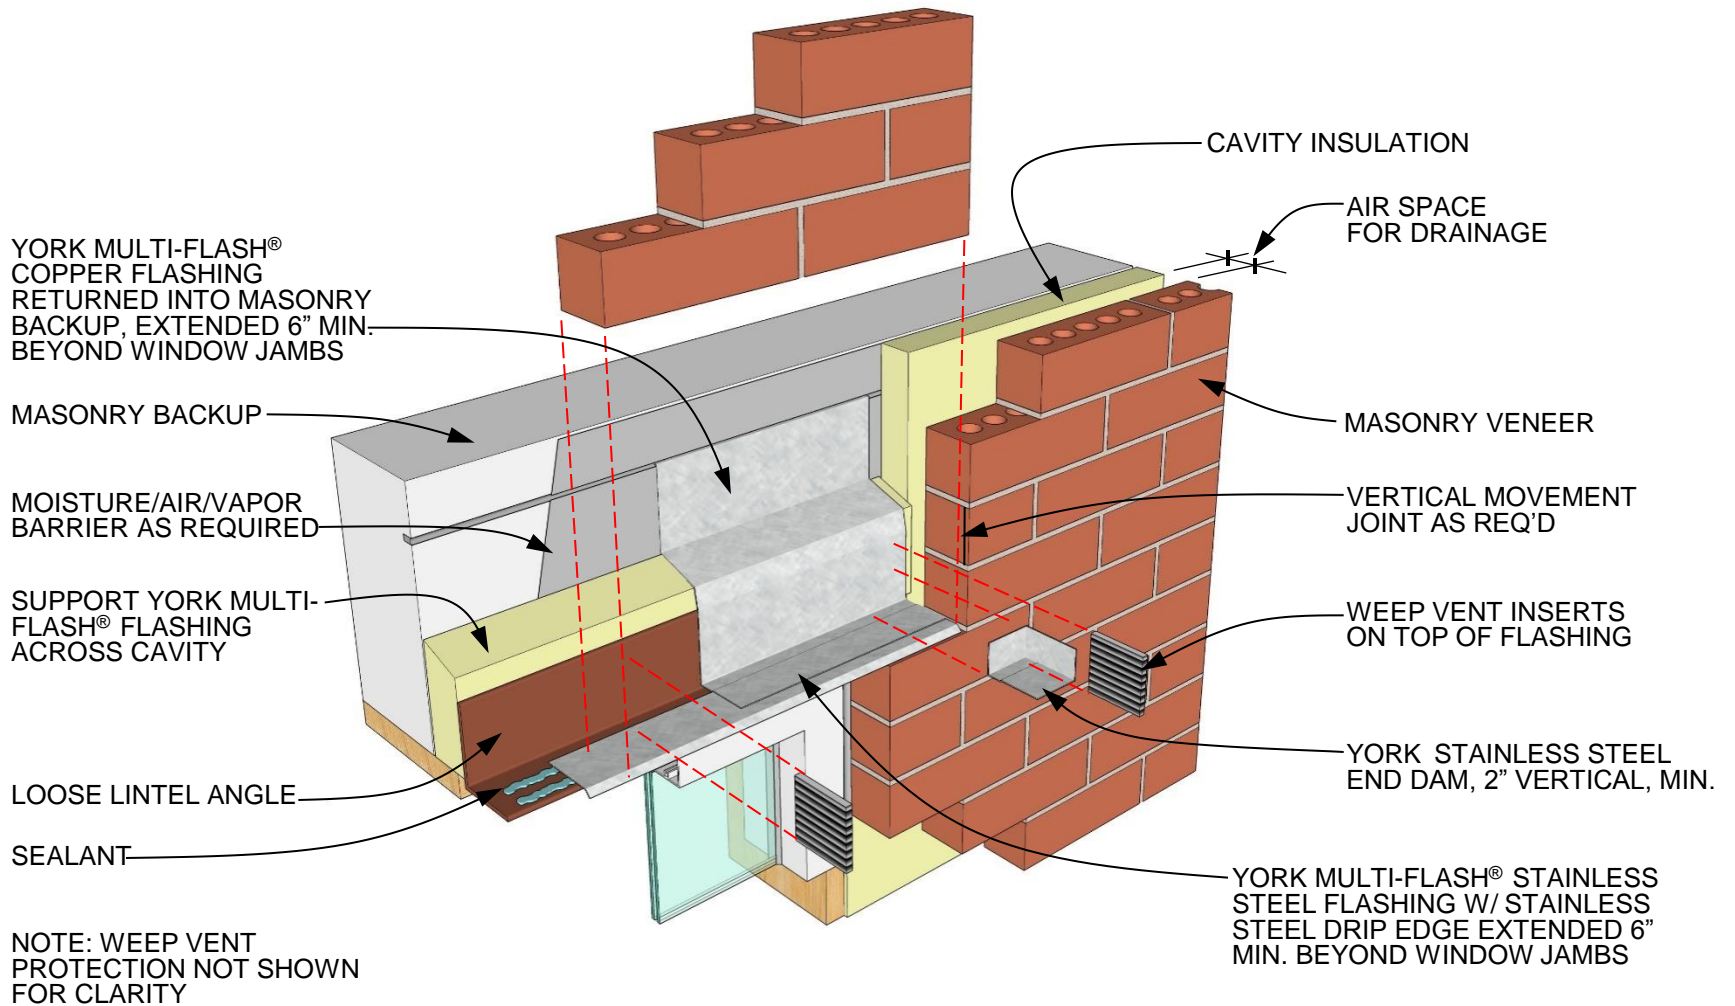 YORK MULTI-FLASH®
COPPER FLASHING
RETURNED INTO MASONRY
BACKUP, EXTENDED 6” MIN.
BEYOND WINDOW JAMBS
MASONRY BACKUP
MOISTURE/AIR/VAPOR
BARRIER AS REQUIRED
SUPPORT YORK MULTI-
FLASH® FLASHING
ACROSS CAVITY
LOOSE LINTEL ANGLE
SEALANT
NOTE: WEEP VENT
PROTECTION NOT SHOWN
FOR CLARITY
CAVITY INSULATION
AIR SPACE
FOR DRAINAGE
MASONRY VENEER
VERTICAL MOVEMENT
JOINT AS REQ’D
WEEP VENT INSERTS
ON TOP OF FLASHING
YORK STAINLESS STEEL
END DAM, 2” VERTICAL, MIN.
YORK MULTI-FLASH® STAINLESS
STEEL FLASHING W/ STAINLESS
STEEL DRIP EDGE EXTENDED 6”
MIN. BEYOND WINDOW JAMBS